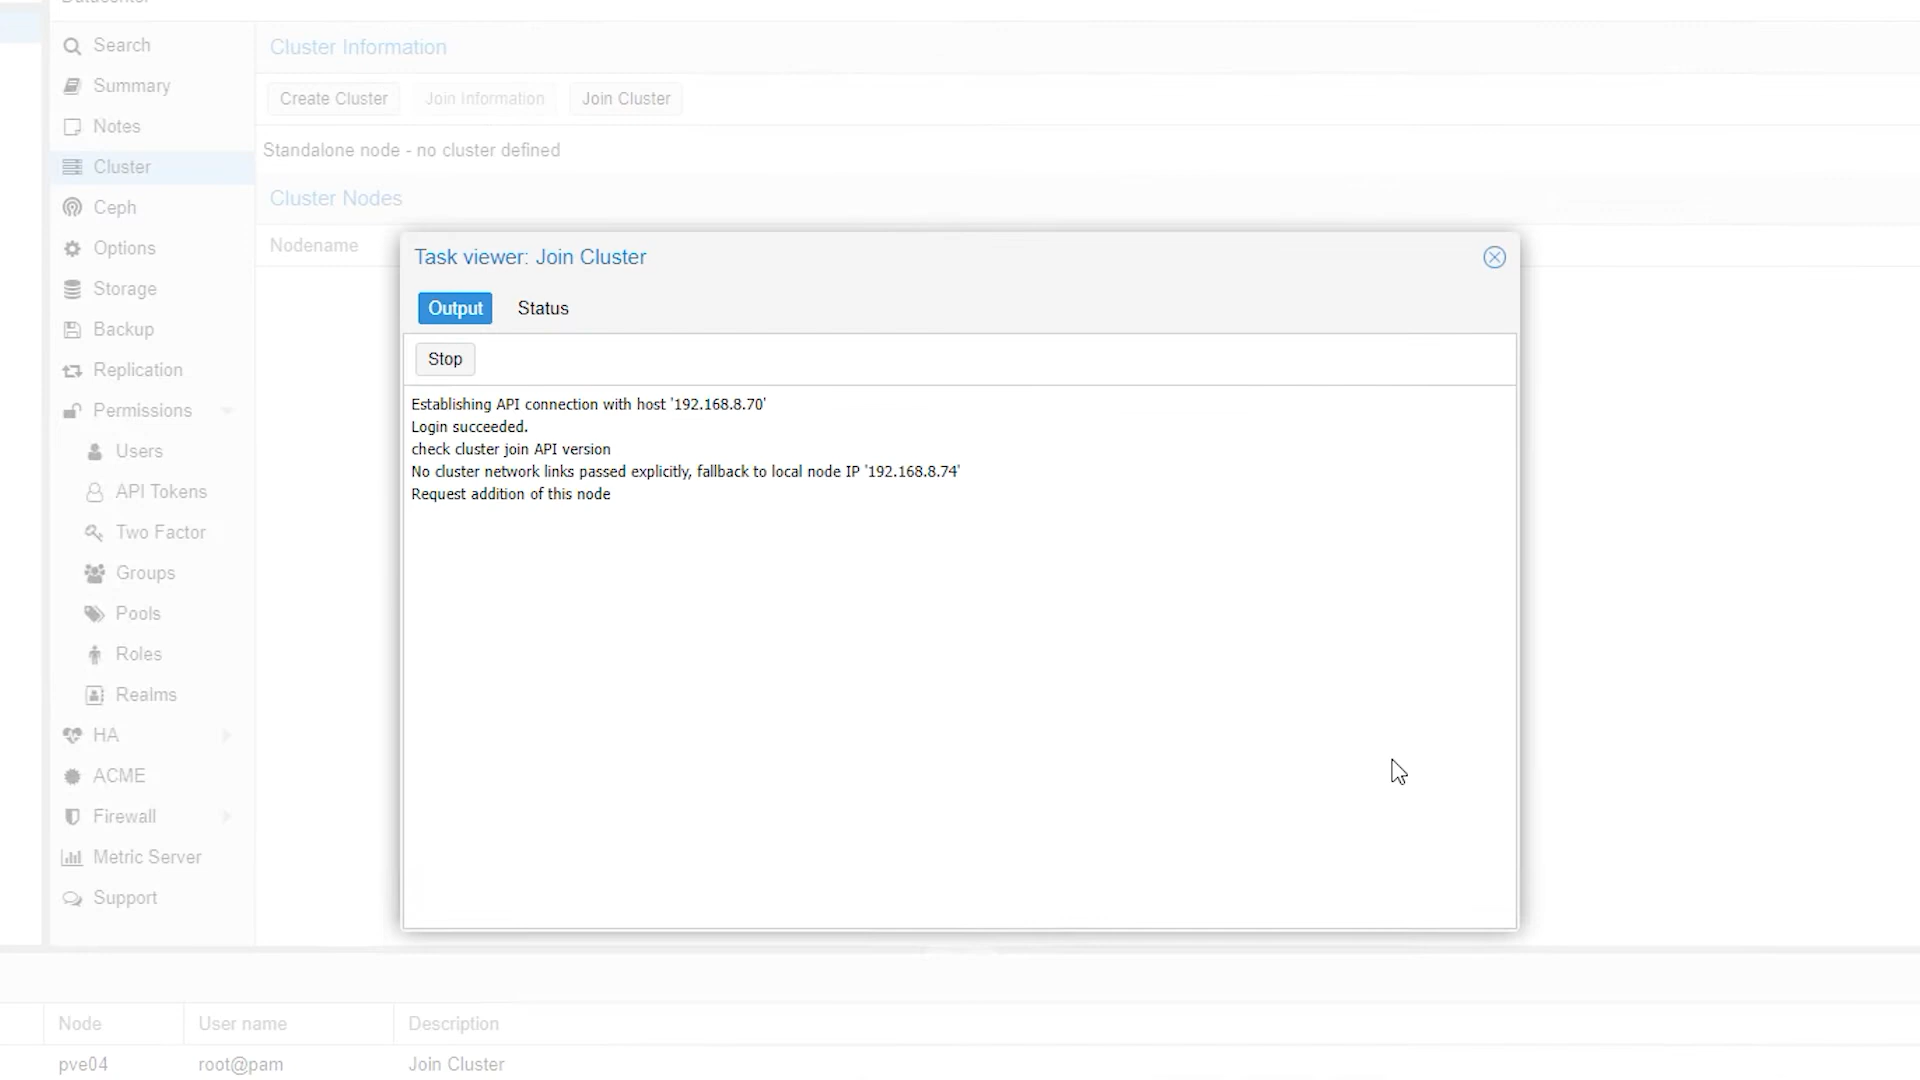 Datacenter
Search
Summary
Notes
Cluster
Ceph
Options
Storage
Backup
Replication
Permissions
Users
API Tokens
Two Factor
Groups
Pools
Roles
Realms
HA
ACME
Firewall
Metric Server
Support
Cluster Information
Create Cluster
Join Information
Join Cluster
Standalone node - no cluster defined
Cluster Nodes
Nodename
Task viewer: Join Cluster
Output
Status
Stop
Establishing API connection with host '192.168.8.70'
Login succeeded.
check cluster join API version
No cluster network links passed explicitly, fallback to local node IP '192.168.8.74'
Request addition of this node
Node
User name
Description
pve04
root@pam
Join Cluster